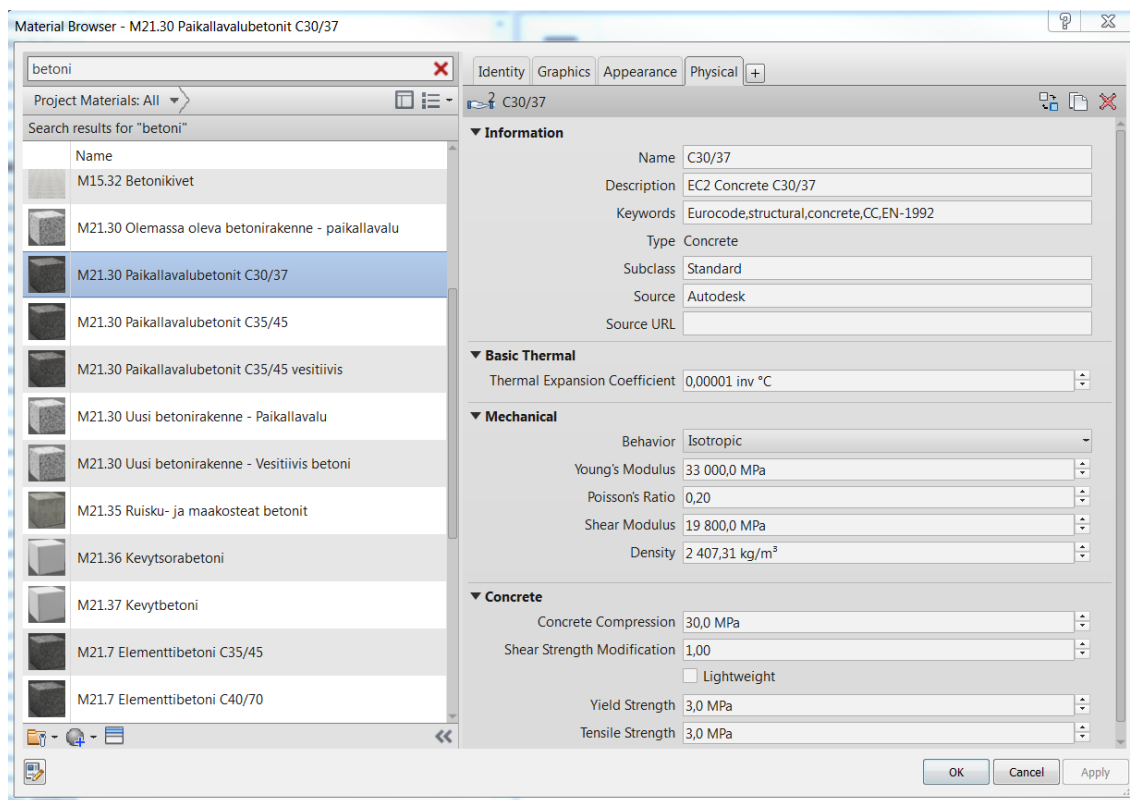 Material Browser - M21.30 Paikallavalubetonit C30/37
betoni
Project Materials: All
Search results for "betoni"
Name
M15.32 Betonikivet
M21.30 Olemassa oleva betonirakenne - paikallavalu
M21.30 Paikallavalubetonit C30/37
M21.30 Paikallavalubetonit C35/45
M21.30 Paikallavalubetonit C35/45 vesitiivis
M21.30 Uusi betonirakenne - Paikallavalu
M21.30 Uusi betonirakenne - Vesitiivis betoni
M21.35 Ruisku- ja maakosteat betonit
M21.36 Kevytsorabetoni
M21.37 Kevytbetoni
M21.7 Elementtibetoni C35/45
M21.7 Elementtibetoni C40/70
Identity Graphics Appearance Physical +
2 C30/37
Information
Name C30/37
Description EC2 Concrete C30/37
Keywords Eurocode,structural,concrete,CC,EN-1992
Type Concrete
Subclass Standard
Source Autodesk
Source URL
Basic Thermal
Thermal Expansion Coefficient 0,00001 inv °C
Mechanical
Behavior Isotropic
Young's Modulus 33 000,0 MPa
Poisson's Ratio 0,20
Shear Modulus 19 800,0 MPa
Density 2 407,31 kg/m³
Concrete
Concrete Compression 30,0 MPa
Shear Strength Modification 1,00
Lightweight
Yield Strength 3,0 MPa
Tensile Strength 3,0 MPa
OK Cancel Apply